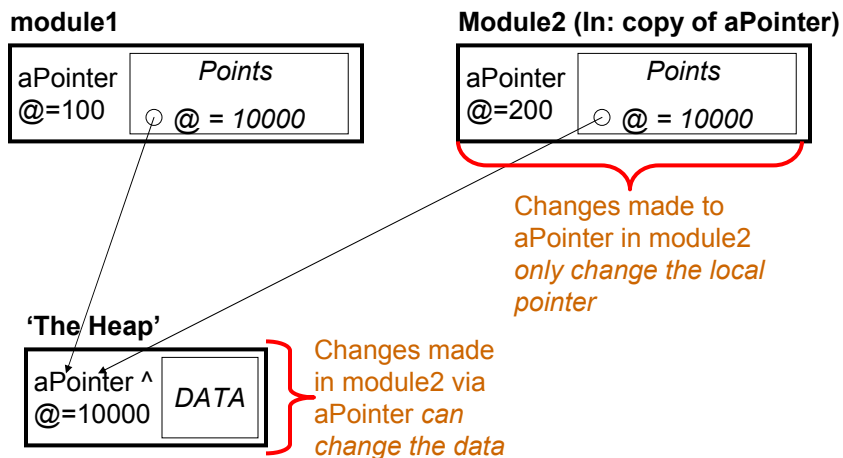 module1
aPointer
@=100
Points
@ = 10000
Module2 (In: copy of aPointer)
aPointer
@=200
Points
@ = 10000
Changes made to
aPointer in module2
only change the local
pointer
‘The Heap’
aPointer ^
@=10000
DATA
Changes made
in module2 via
aPointer can
change the data